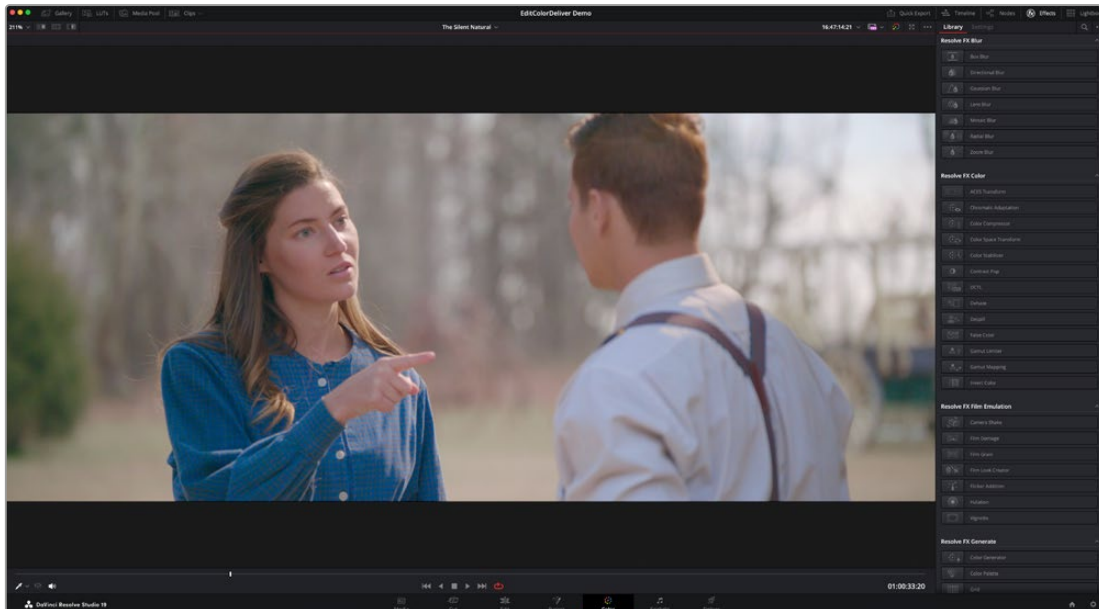 Gallery LUTs Media Pool Clips EditColorDeliver Demo Quick Export Timeline Nodes Effects Lightbox
211% The Silent Natural 16:47:14:21 Library Settings
Resolve FX Blur
Box Blur
Directional Blur
Gaussian Blur
Lens Blur
Mosaic Blur
Radial Blur
Zoom Blur
Resolve FX Color
ACES Transform
Chromatic Adaptation
Color Compressor
Color Space Transform
Color Stabilizer
Contrast Pop
DCTL
Dehaze
Despill
False Color
Gamut Limiter
Gamut Mapping
Invert Color
Resolve FX Film Emulation
Camera Shake
Film Damage
Film Grain
Film Look Creator
Flicker Addition
Halation
Vignette
Resolve FX Generate
Color Generator
Color Palette
Grid
01:00:33:20
DaVinci Resolve Studio 19
Color